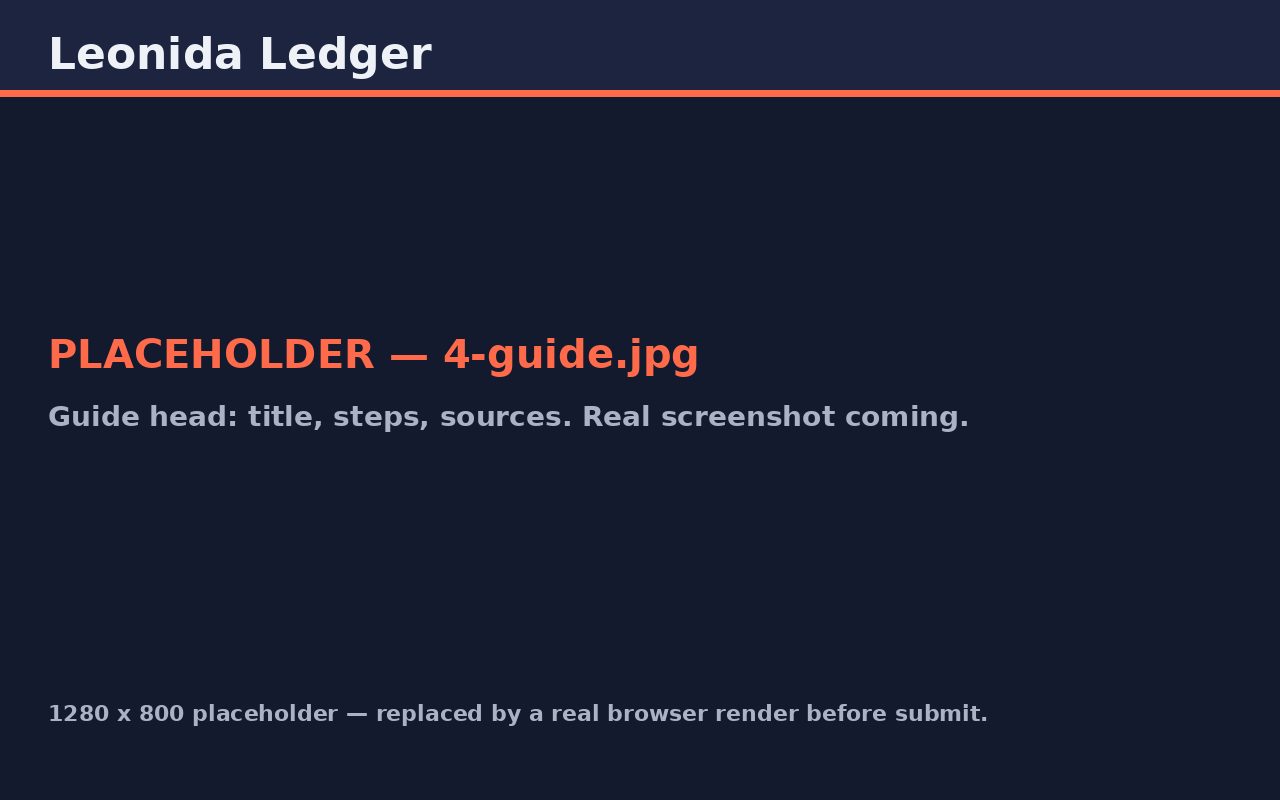 Leonida Ledger
PLACEHOLDER — 4-guide.jpg
Guide head: title, steps, sources. Real screenshot coming.
1280 x 800 placeholder — replaced by a real browser render before submit.